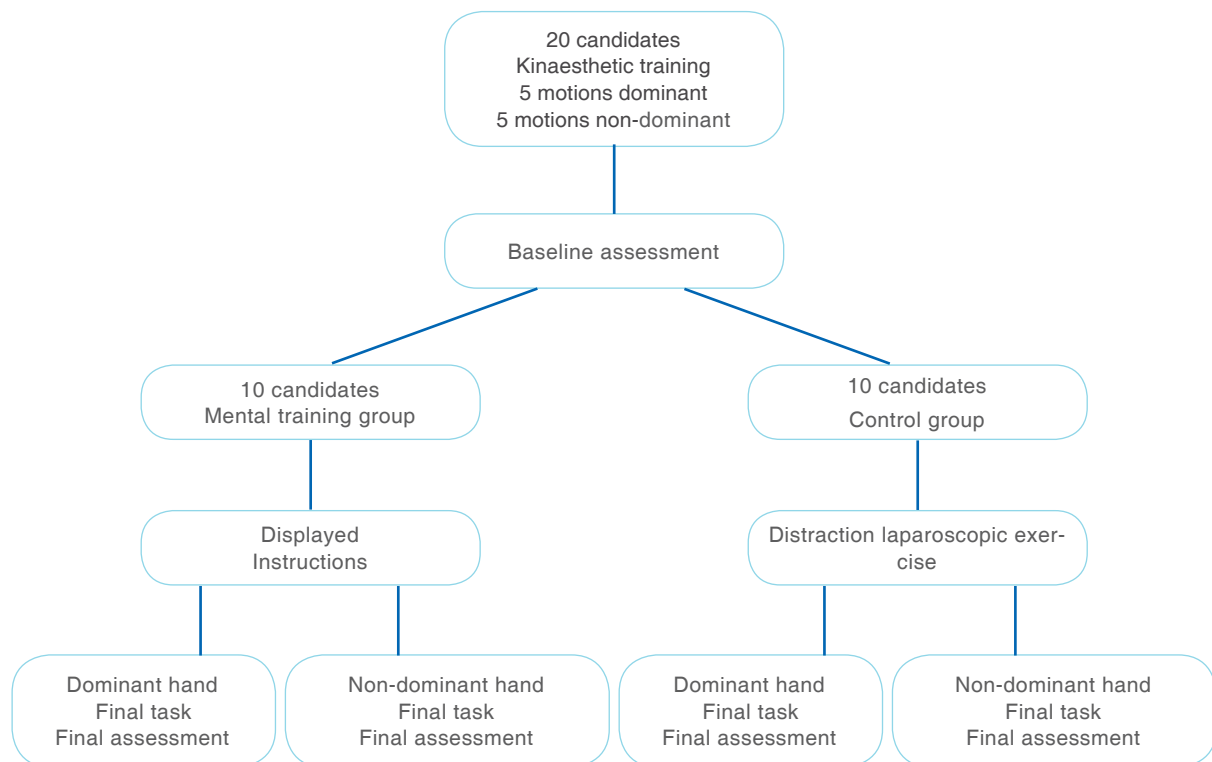 20 candidates
Kinaesthetic training
5 motions dominant
5 motions non-dominant
Baseline assessment
10 candidates
Mental training group
10 candidates
Control group
Displayed
Instructions
Distraction laparoscopic exer-
cise
Dominant hand
Final task
Final assessment
Non-dominant hand
Final task
Final assessment
Dominant hand
Final task
Final assessment
Non-dominant hand
Final task
Final assessment